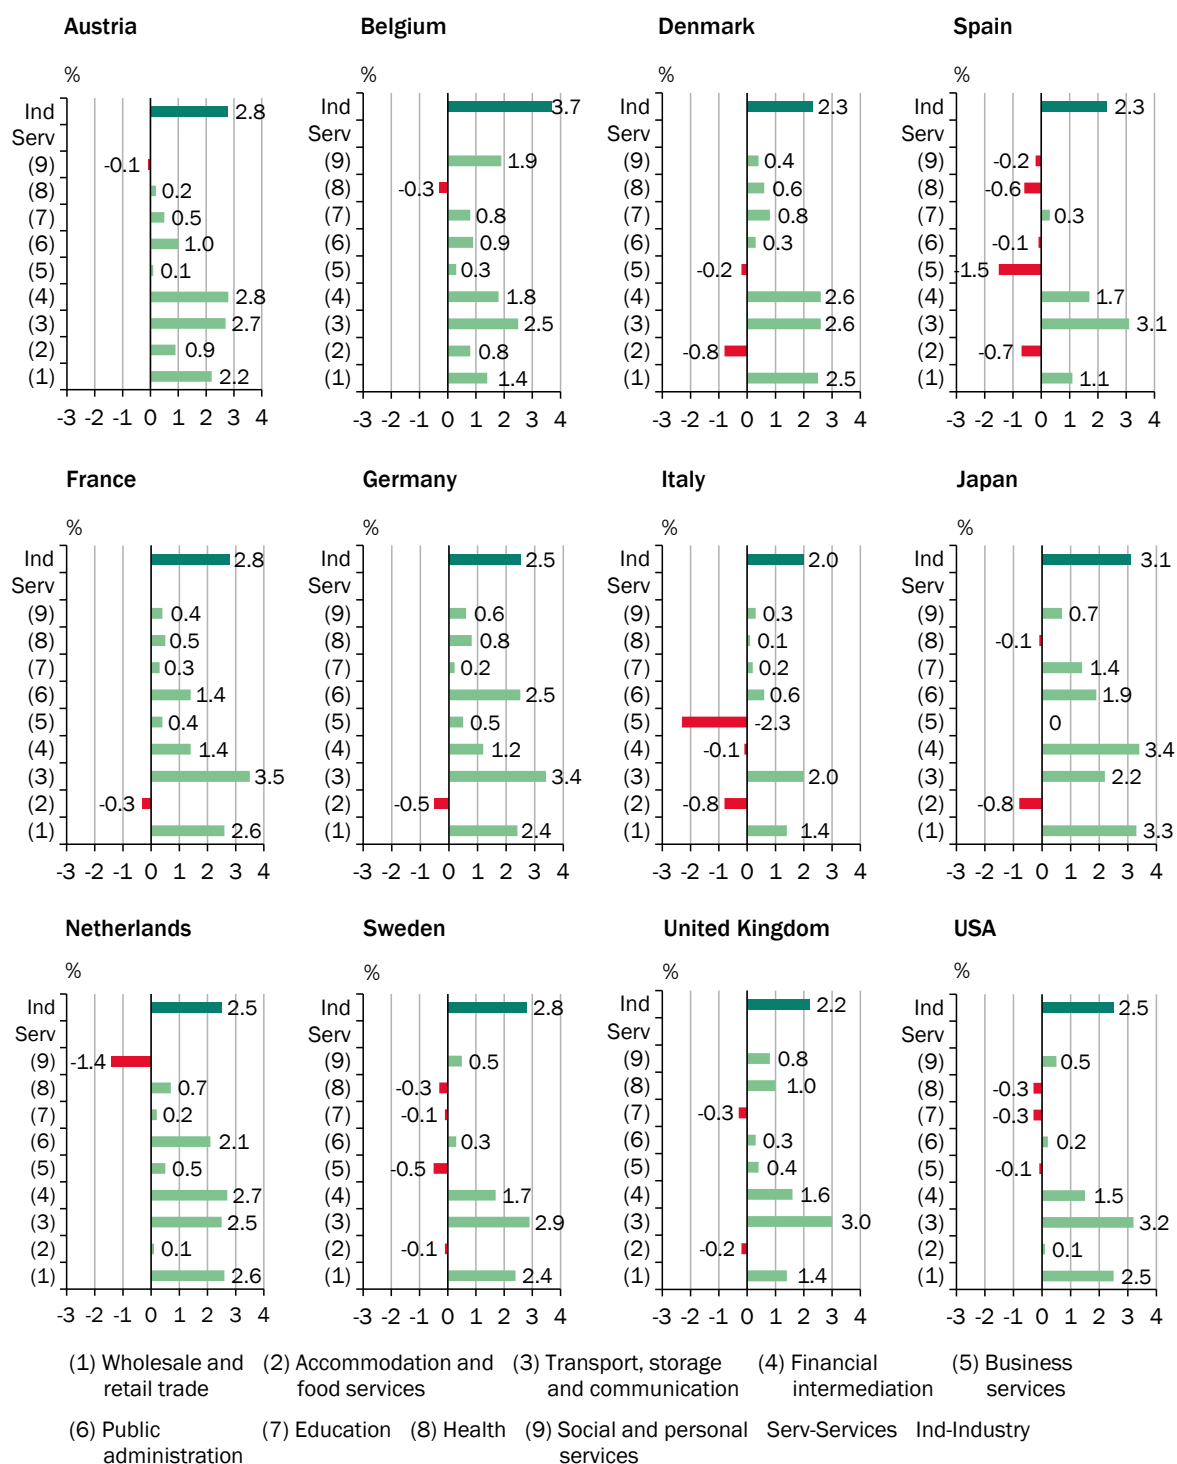 Austria
%
Ind 2.8
Serv
(9) -0.1
(8) 0.2
(7) 0.5
(6) 1.0
(5) 0.1
(4) 2.8
(3) 2.7
(2) 0.9
(1) 2.2
-3 -2 -1 0 1 2 3 4
Belgium
%
Ind 3.7
Serv
(9) 1.9
(8) -0.3
(7) 0.8
(6) 0.9
(5) 0.3
(4) 1.8
(3) 2.5
(2) 0.8
(1) 1.4
-3 -2 -1 0 1 2 3 4
Denmark
%
Ind 2.3
Serv
(9) 0.4
(8) 0.6
(7) 0.8
(6) 0.3
(5) -0.2
(4) 2.6
(3) 2.6
(2) -0.8
(1) 2.5
-3 -2 -1 0 1 2 3 4
Spain
%
Ind 2.3
Serv
(9) -0.2
(8) -0.6
(7) 0.3
(6) -0.1
(5) -1.5
(4) 1.7
(3) 3.1
(2) -0.7
(1) 1.1
-3 -2 -1 0 1 2 3 4
France
%
Ind 2.8
Serv
(9) 0.4
(8) 0.5
(7) 0.3
(6) 1.4
(5) 0.4
(4) 1.4
(3) 3.5
(2) -0.3
(1) 2.6
-3 -2 -1 0 1 2 3 4
Germany
%
Ind 2.5
Serv
(9) 0.6
(8) 0.8
(7) 0.2
(6) 2.5
(5) 0.5
(4) 1.2
(3) 3.4
(2) -0.5
(1) 2.4
-3 -2 -1 0 1 2 3 4
Italy
%
Ind 2.0
Serv
(9) 0.3
(8) 0.1
(7) 0.2
(6) 0.6
(5) -2.3
(4) -0.1
(3) 2.0
(2) -0.8
(1) 1.4
-3 -2 -1 0 1 2 3 4
Japan
%
Ind 3.1
Serv
(9) 0.7
(8) -0.1
(7) 1.4
(6) 1.9
(5) 0
(4) 3.4
(3) 2.2
(2) -0.8
(1) 3.3
-3 -2 -1 0 1 2 3 4
Netherlands
%
Ind 2.5
Serv
(9) -1.4
(8) 0.7
(7) 0.2
(6) 2.1
(5) 0.5
(4) 2.7
(3) 2.5
(2) 0.1
(1) 2.6
-3 -2 -1 0 1 2 3 4
Sweden
%
Ind 2.8
Serv
(9) 0.5
(8) -0.3
(7) -0.1
(6) 0.3
(5) -0.5
(4) 1.7
(3) 2.9
(2) -0.1
(1) 2.4
-3 -2 -1 0 1 2 3 4
United Kingdom
%
Ind 2.2
Serv
(9) 0.8
(8) 1.0
(7) -0.3
(6) 0.3
(5) 0.4
(4) 1.6
(3) 3.0
(2) -0.2
(1) 1.4
-3 -2 -1 0 1 2 3 4
USA
%
Ind 2.5
Serv
(9) 0.5
(8) -0.3
(7) -0.3
(6) 0.2
(5) -0.1
(4) 1.5
(3) 3.2
(2) 0.1
(1) 2.5
-3 -2 -1 0 1 2 3 4
(1) Wholesale and
retail trade
(2) Accommodation and
food services
(3) Transport, storage
and communication
(4) Financial
intermediation
(5) Business
services
(6) Public
administration
(7) Education
(8) Health
(9) Social and personal
services
Serv-Services
Ind-Industry